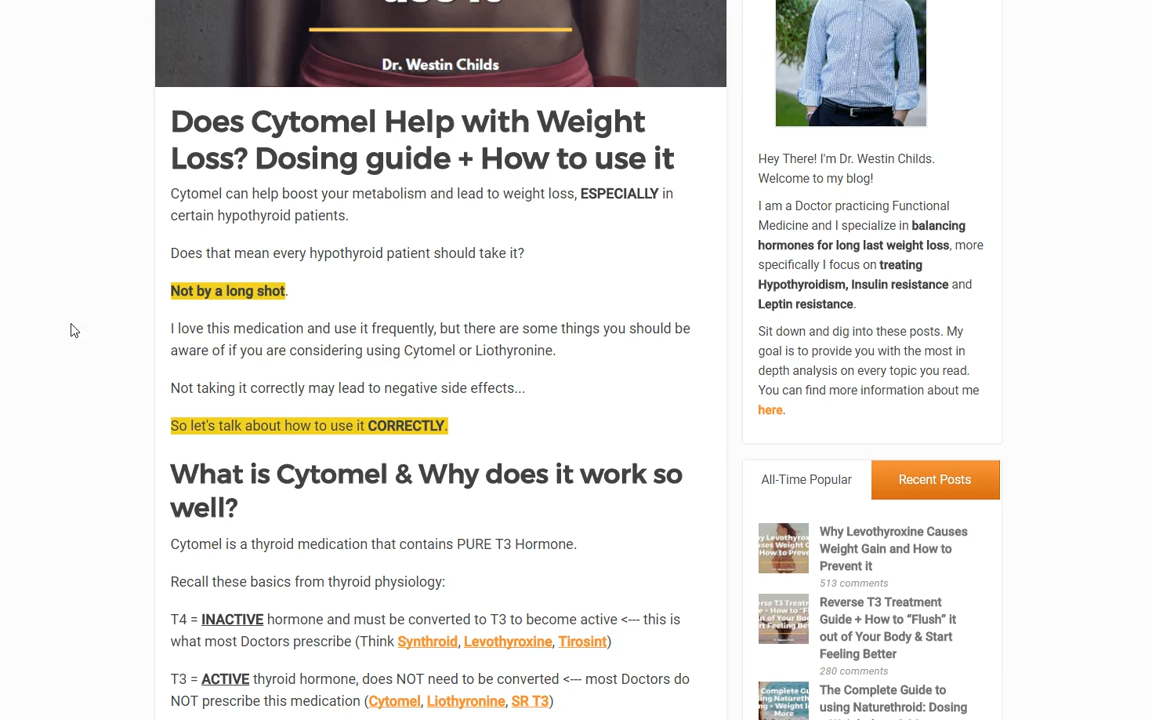 Dr. Westin Childs
Does Cytomel Help with Weight
Loss? Dosing guide + How to use it
Cytomel can help boost your metabolism and lead to weight loss, ESPECIALLY in
certain hypothyroid patients.
Does that mean every hypothyroid patient should take it?
Not by a long shot.
I love this medication and use it frequently, but there are some things you should be
aware of if you are considering using Cytomel or Liothyronine.
Not taking it correctly may lead to negative side effects...
So let's talk about how to use it CORRECTLY.
What is Cytomel & Why does it work so
well?
Cytomel is a thyroid medication that contains PURE T3 Hormone.
Recall these basics from thyroid physiology:
T4 = INACTIVE hormone and must be converted to T3 to become active <--- this is
what most Doctors prescribe (Think Synthroid, Levothyroxine, Tirosint)
T3 = ACTIVE thyroid hormone, does NOT need to be converted <--- most Doctors do
NOT prescribe this medication (Cytomel, Liothyronine, SR T3)
Hey There! I'm Dr. Westin Childs.
Welcome to my blog!
I am a Doctor practicing Functional
Medicine and I specialize in balancing
hormones for long last weight loss, more
specifically I focus on treating
Hypothyroidism, Insulin resistance and
Leptin resistance.
Sit down and dig into these posts. My
goal is to provide you with the most in
depth analysis on every topic you read.
You can find more information about me
here.
All-Time Popular
Recent Posts
Why Levothyroxine Causes
Weight Gain and How to
Prevent it
513 comments
Reverse T3 Treatment
Guide + How to “Flush” it
out of Your Body & Start
Feeling Better
280 comments
The Complete Guide to
using Naturethroid: Dosing